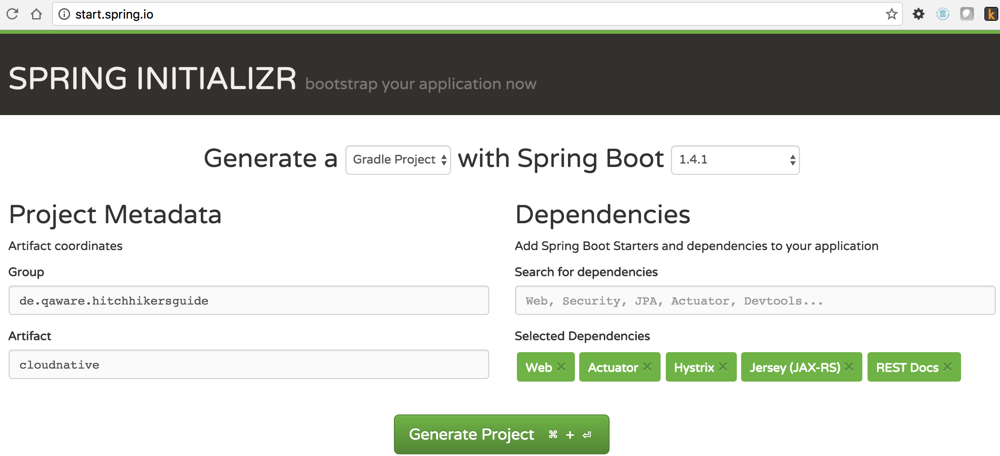 start.spring.io
SPRING INITIALIZR bootstrap your application now
Generate a Gradle Project with Spring Boot 1.4.1
Project Metadata
Artifact coordinates
Group
de.qaware.hitchhikersguide
Artifact
cloudnative
Dependencies
Add Spring Boot Starters and dependencies to your application
Search for dependencies
Web, Security, JPA, Actuator, Devtools...
Selected Dependencies
Web × Actuator × Hystrix × Jersey (JAX-RS) × REST Docs ×
Generate Project ⌘ + ⏎
k